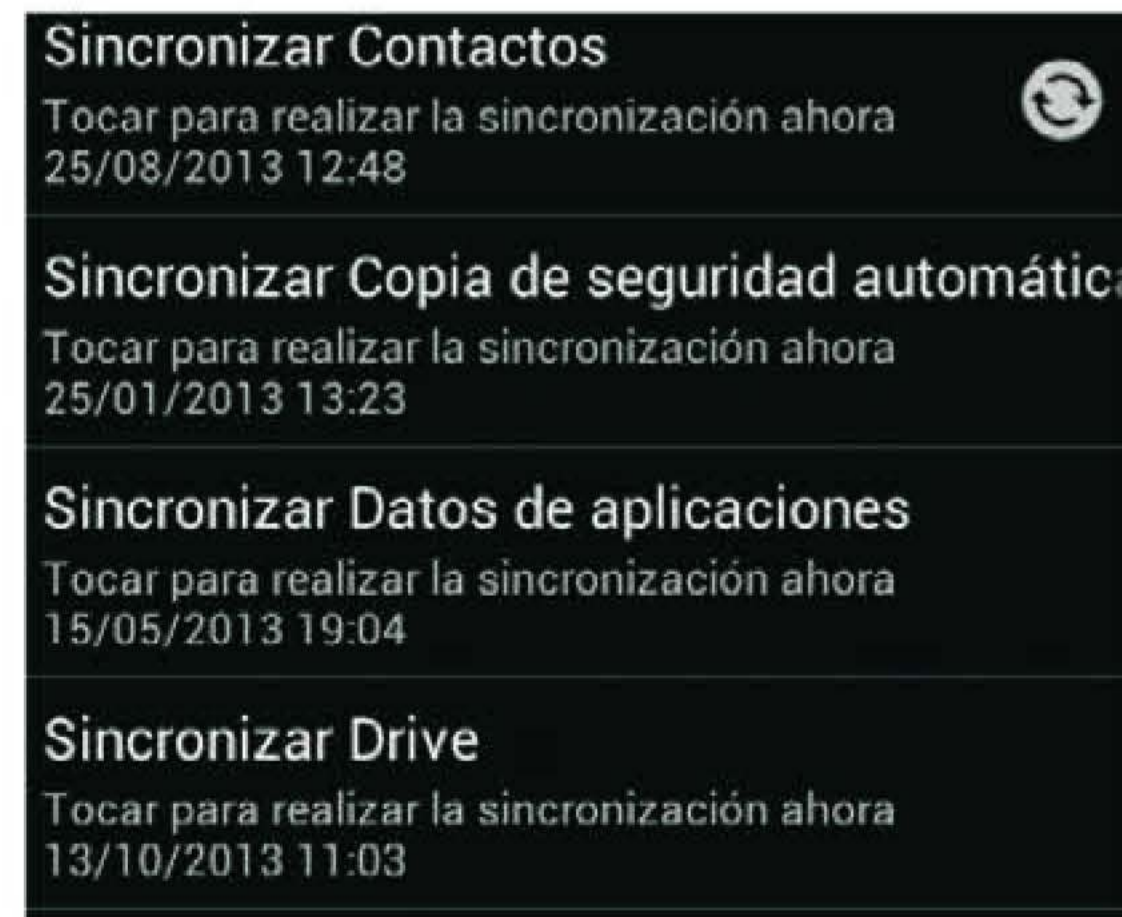 Sincronizar Contactos
Tocar para realizar la sincronización ahora
25/08/2013 12:48
Sincronizar Copia de seguridad automátic
Tocar para realizar la sincronización ahora
25/01/2013 13:23
Sincronizar Datos de aplicaciones
Tocar para realizar la sincronización ahora
15/05/2013 19:04
Sincronizar Drive
Tocar para realizar la sincronización ahora
13/10/2013 11:03